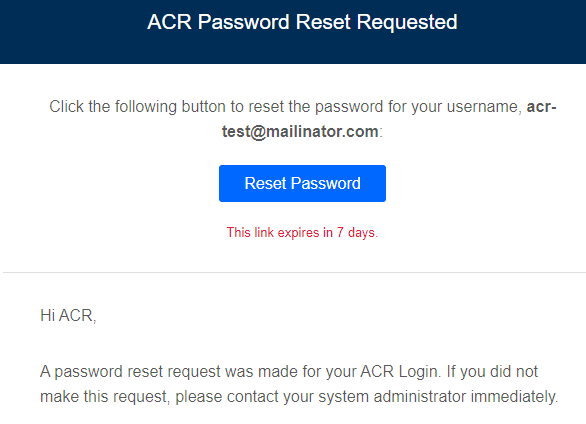 ACR Password Reset Requested
Click the following button to reset the password for your username, acr-
test@mailinator.com:
Reset Password
This link expires in 7 days.
Hi ACR,
A password reset request was made for your ACR Login. If you did not
make this request, please contact your system administrator immediately.